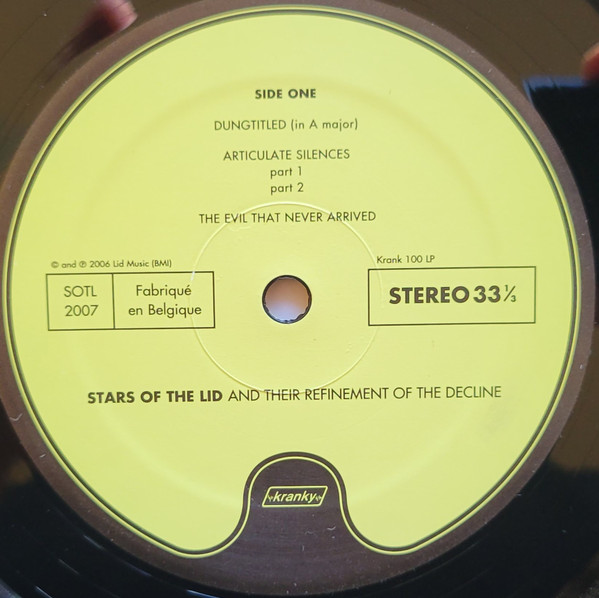 SIDE ONE
DUNGTITLED (in A major)
ARTICULATE SILENCES
part 1
part 2
THE EVIL THAT NEVER ARRIVED
© and ℗ 2006 Lid Music (BMI)
Krank 100 LP
SOTL
2007
Fabriqué
en Belgique
STEREO 33⅓
STARS OF THE LID AND THEIR REFINEMENT OF THE DECLINE
kranky